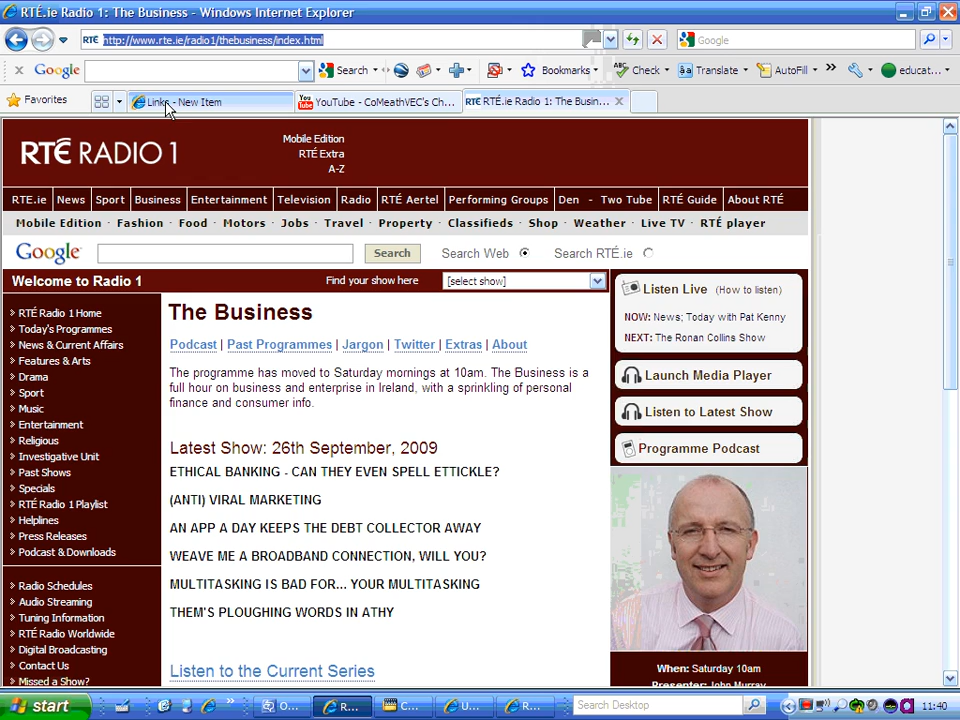 RTÉ.ie Radio 1: The Business - Windows Internet Explorer
RTÉ http://www.rte.ie/radio1/thebusiness/index.html
Google
x Google Search Bookmarks Check Translate AutoFill educat...
Favorites Links - New Item YouTube - CoMeathVEC's Ch... RTÉ RTÉ.ie Radio 1: The Busin...
RTÉ RADIO 1
Mobile Edition
RTÉ Extra
A-Z
RTE.ie News Sport Business Entertainment Television Radio RTÉ Aertel Performing Groups Den - Two Tube RTÉ Guide About RTÉ
Mobile Edition · Fashion · Food · Motors · Jobs · Travel · Property · Classifieds · Shop · Weather · Live TV · RTÉ player
Google Search Search Web Search RTÉ.ie
Welcome to Radio 1 Find your show here [select show]
RTÉ Radio 1 Home
Today's Programmes
News & Current Affairs
Features & Arts
Drama
Sport
Music
Entertainment
Religious
Investigative Unit
Past Shows
Specials
RTÉ Radio 1 Playlist
Helplines
Press Releases
Podcast & Downloads
Radio Schedules
Audio Streaming
Tuning Information
RTÉ Radio Worldwide
Digital Broadcasting
Contact Us
Missed a Show?
The Business
Podcast | Past Programmes | Jargon | Twitter | Extras | About
The programme has moved to Saturday mornings at 10am. The Business is a
full hour on business and enterprise in Ireland, with a sprinkling of personal
finance and consumer info.
Latest Show: 26th September, 2009
ETHICAL BANKING - CAN THEY EVEN SPELL ETTICKLE?
(ANTI) VIRAL MARKETING
AN APP A DAY KEEPS THE DEBT COLLECTOR AWAY
WEAVE ME A BROADBAND CONNECTION, WILL YOU?
MULTITASKING IS BAD FOR... YOUR MULTITASKING
THEM'S PLOUGHING WORDS IN ATHY
Listen to the Current Series
Listen Live (How to listen)
NOW: News; Today with Pat Kenny
NEXT: The Ronan Collins Show
Launch Media Player
Listen to Latest Show
Programme Podcast
When: Saturday 10am
Presenter: John Murray
start O... R... C... U... R... Search Desktop 11:40